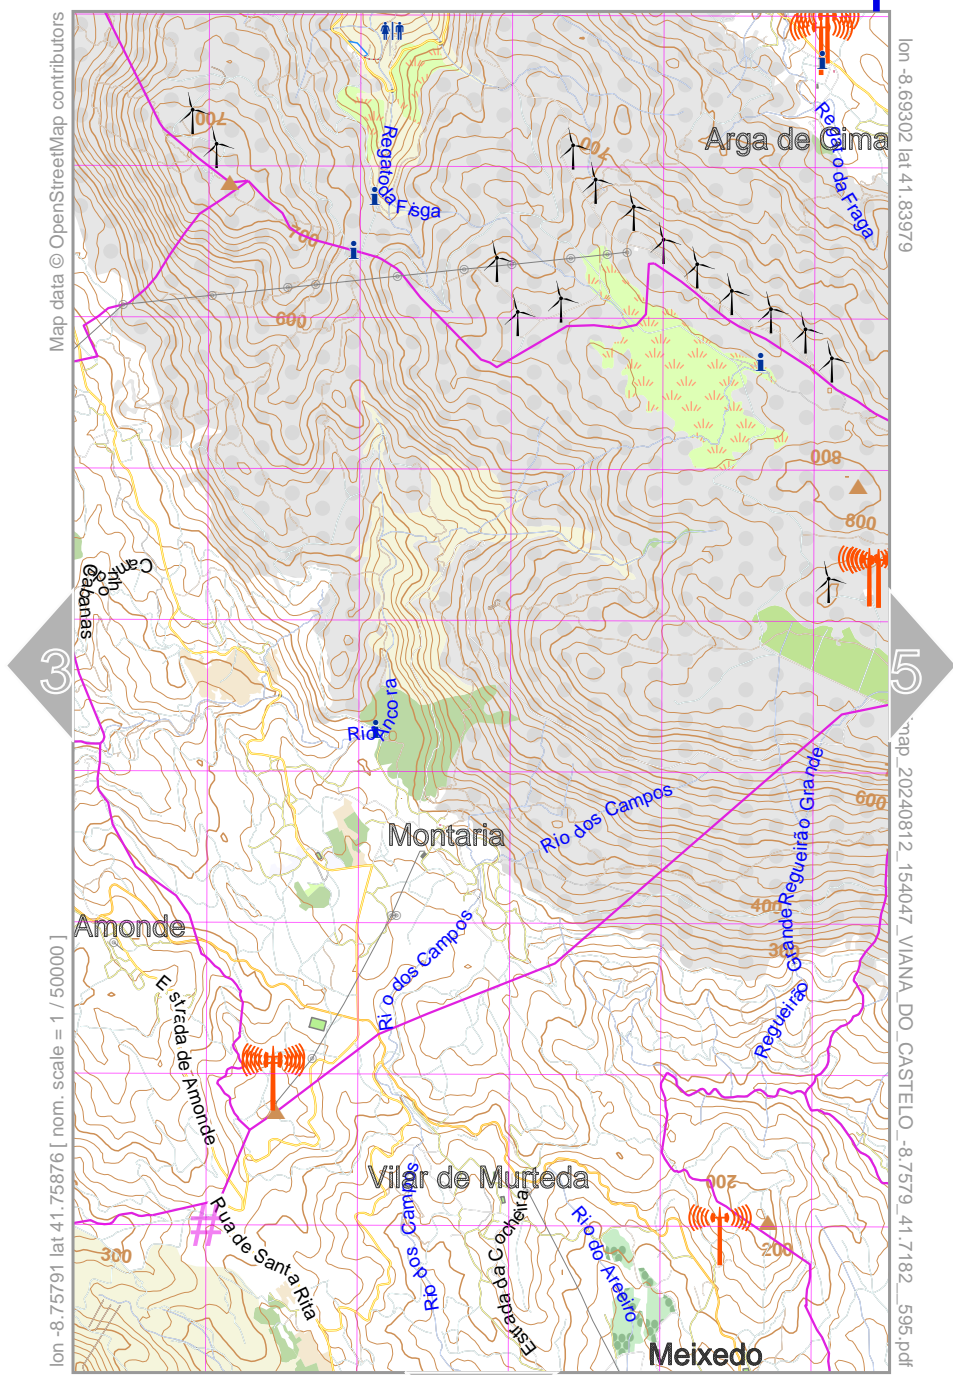 Map data © OpenStreetMap contributors
lon -8.69302 lat 41.83979
Arga de Cima
Regato da Fraga
Regato da Fisga
700
700
700
600
800
800
Caminho
Cabanas
3
5
Rio Âncora
Montaria
Rio dos Campos
Regueirão Grande
600
400
300
Amonde
Rio dos Campos
Grande
Regueirão
Estrada de Amonde
Vilar de Murteda
200
200
Rua de Santa Rita
Rio dos Campos
Estrada da Cocheira
Rio do Areeiro
300
Meixedo
lon -8.75791 lat 41.75876 [ nom. scale = 1 / 50000 ]
map_20240812_154047_VIANA_DO_CASTELO_-8.7579_41.7182__595.pdf